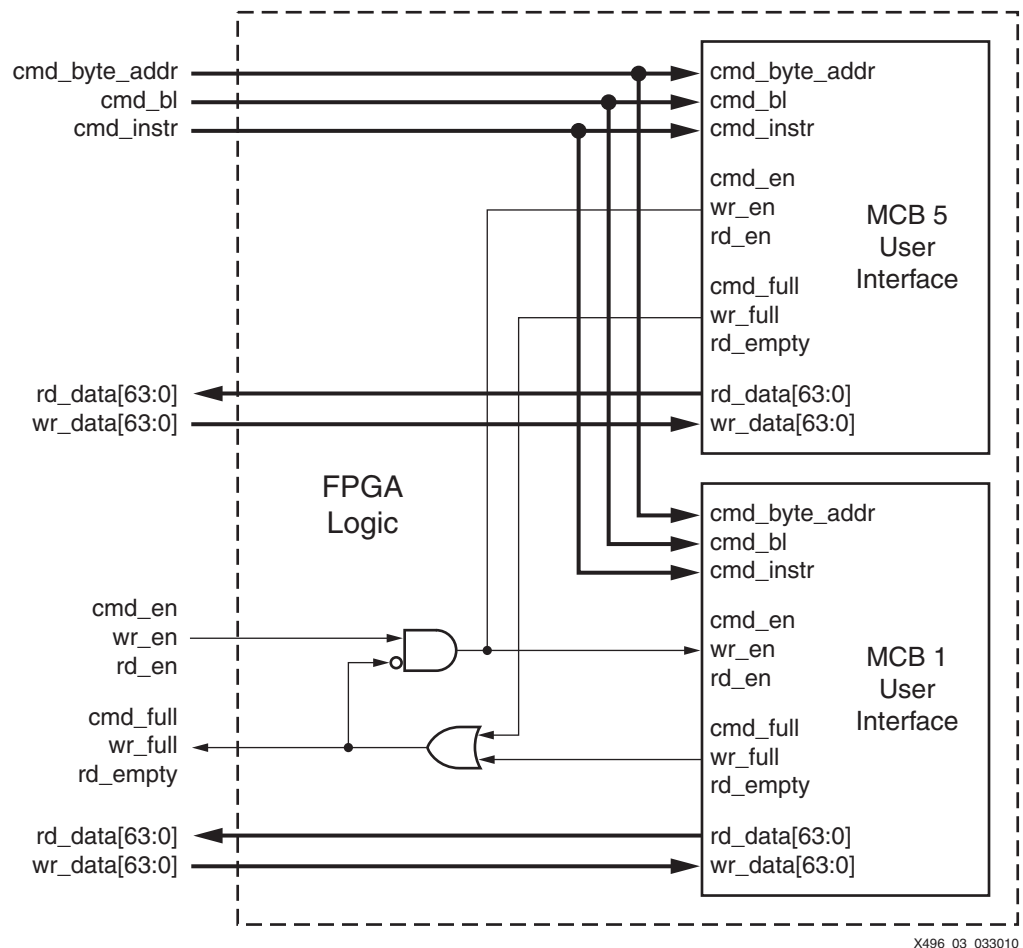 cmd_byte_addr
cmd_bl
cmd_instr
cmd_byte_addr
cmd_bl
cmd_instr
cmd_en
wr_en
rd_en
MCB 5
User
Interface
cmd_full
wr_full
rd_empty
rd_data[63:0]
wr_data[63:0]
rd_data[63:0]
wr_data[63:0]
FPGA
Logic
cmd_byte_addr
cmd_bl
cmd_instr
cmd_en
wr_en
rd_en
cmd_en
wr_en
rd_en
MCB 1
User
Interface
cmd_full
wr_full
rd_empty
cmd_full
wr_full
rd_empty
rd_data[63:0]
wr_data[63:0]
rd_data[63:0]
wr_data[63:0]
X496_03_033010